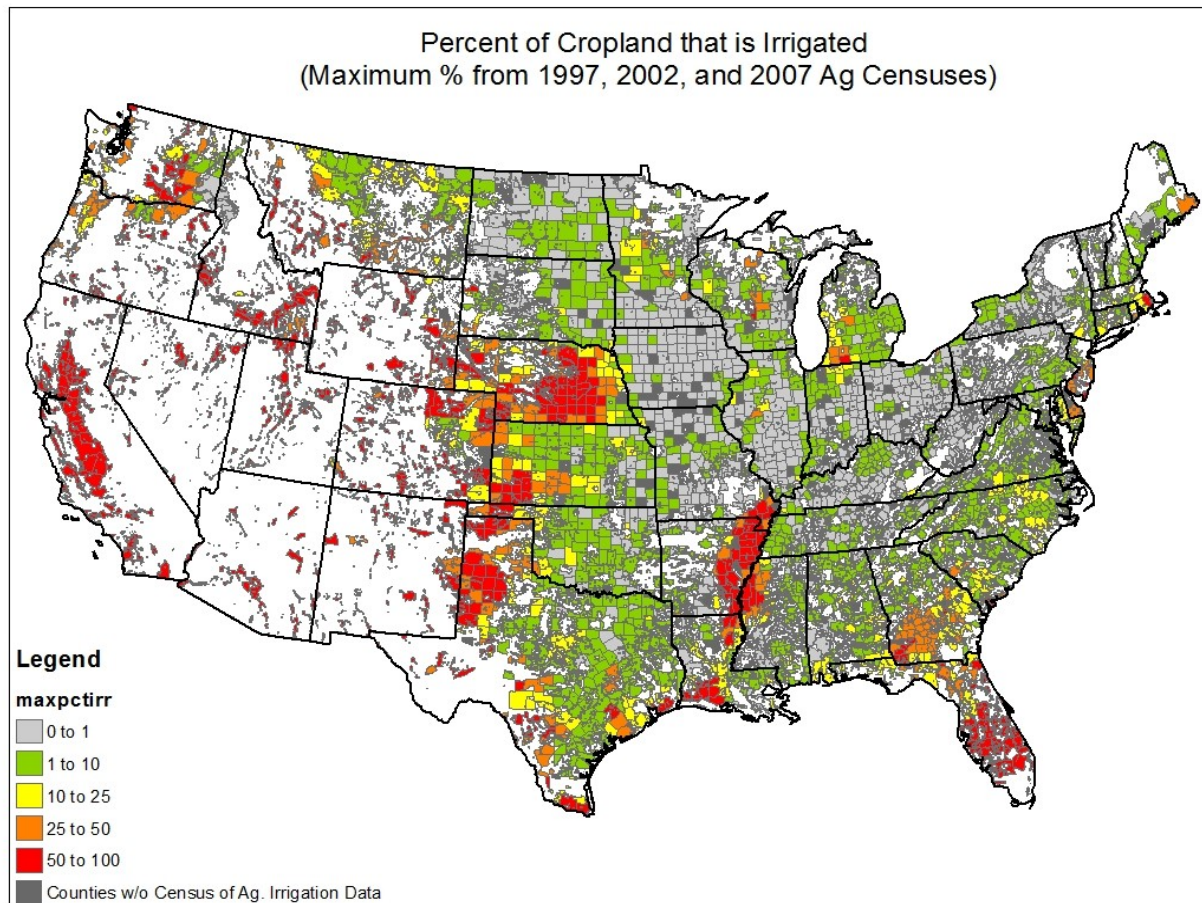 Percent of Cropland that is Irrigated
(Maximum % from 1997, 2002, and 2007 Ag Censuses)
Legend
maxpctirr
0 to 1
1 to 10
10 to 25
25 to 50
50 to 100
Counties w/o Census of Ag. Irrigation Data